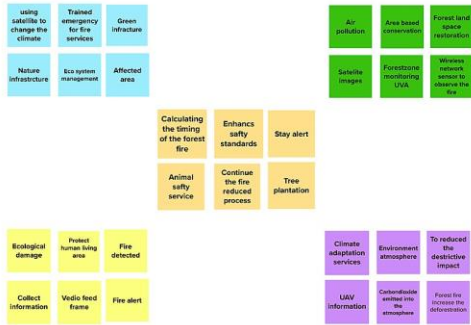 using
satellite to
change the
climate
Trained
emergency
for fire
services
Green
infracture
Nature
infrastrcture
Eco system
management
Affected
area
Air
pollution
Area based
conservation
Forest land
space
restoration
Satelite
images
Forestzone
monitoring
UVA
Wireless
network
sensor to
observe the
fire
Calculating
the timing
of the forest
fire
Enhancs
safty
standards
Stay alert
Animal
safty
service
Continue
the fire
reduced
process
Tree
plantation
Ecological
damage
Protect
human living
area
Fire
detected
Collect
information
Vedio feed
frame
Fire alert
Climate
adaptation
services
Environment
atmosphere
To reduced
the
destrictive
impact
UAV
information
Carbondioxide
emitted into the
atmosphere
Forest fire
increase the
deforestation